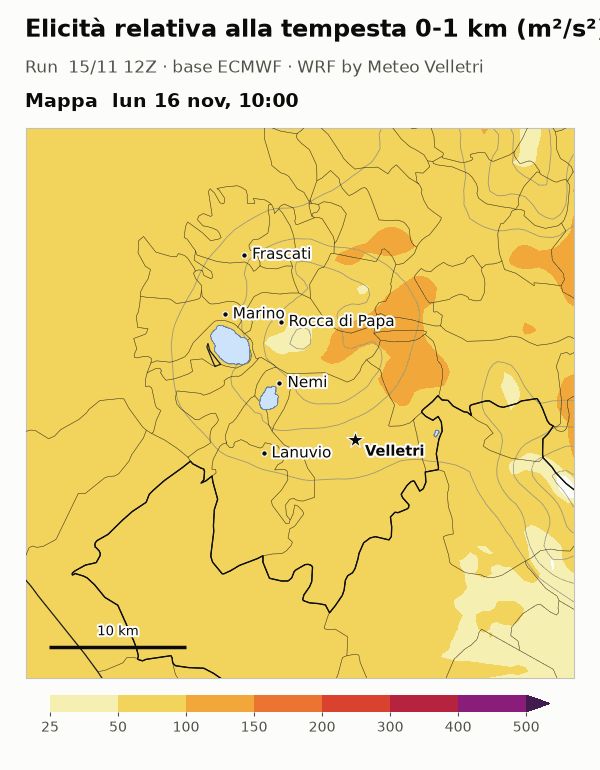 Elicità relativa alla tempesta 0-1 km (m²/s²)
Run  15/11 12Z · base ECMWF · WRF by Meteo Velletri
Mappa  lun 16 nov, 10:00
Frascati
Marino
Rocca di Papa
Nemi
Velletri
Lanuvio
10 km
25 50 100 150 200 300 400 500